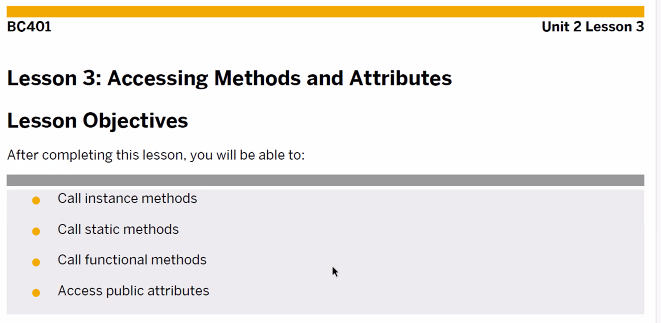 BC401 Unit 2 Lesson 3
Lesson 3: Accessing Methods and Attributes
Lesson Objectives
After completing this lesson, you will be able to:
Call instance methods
Call static methods
Call functional methods
Access public attributes